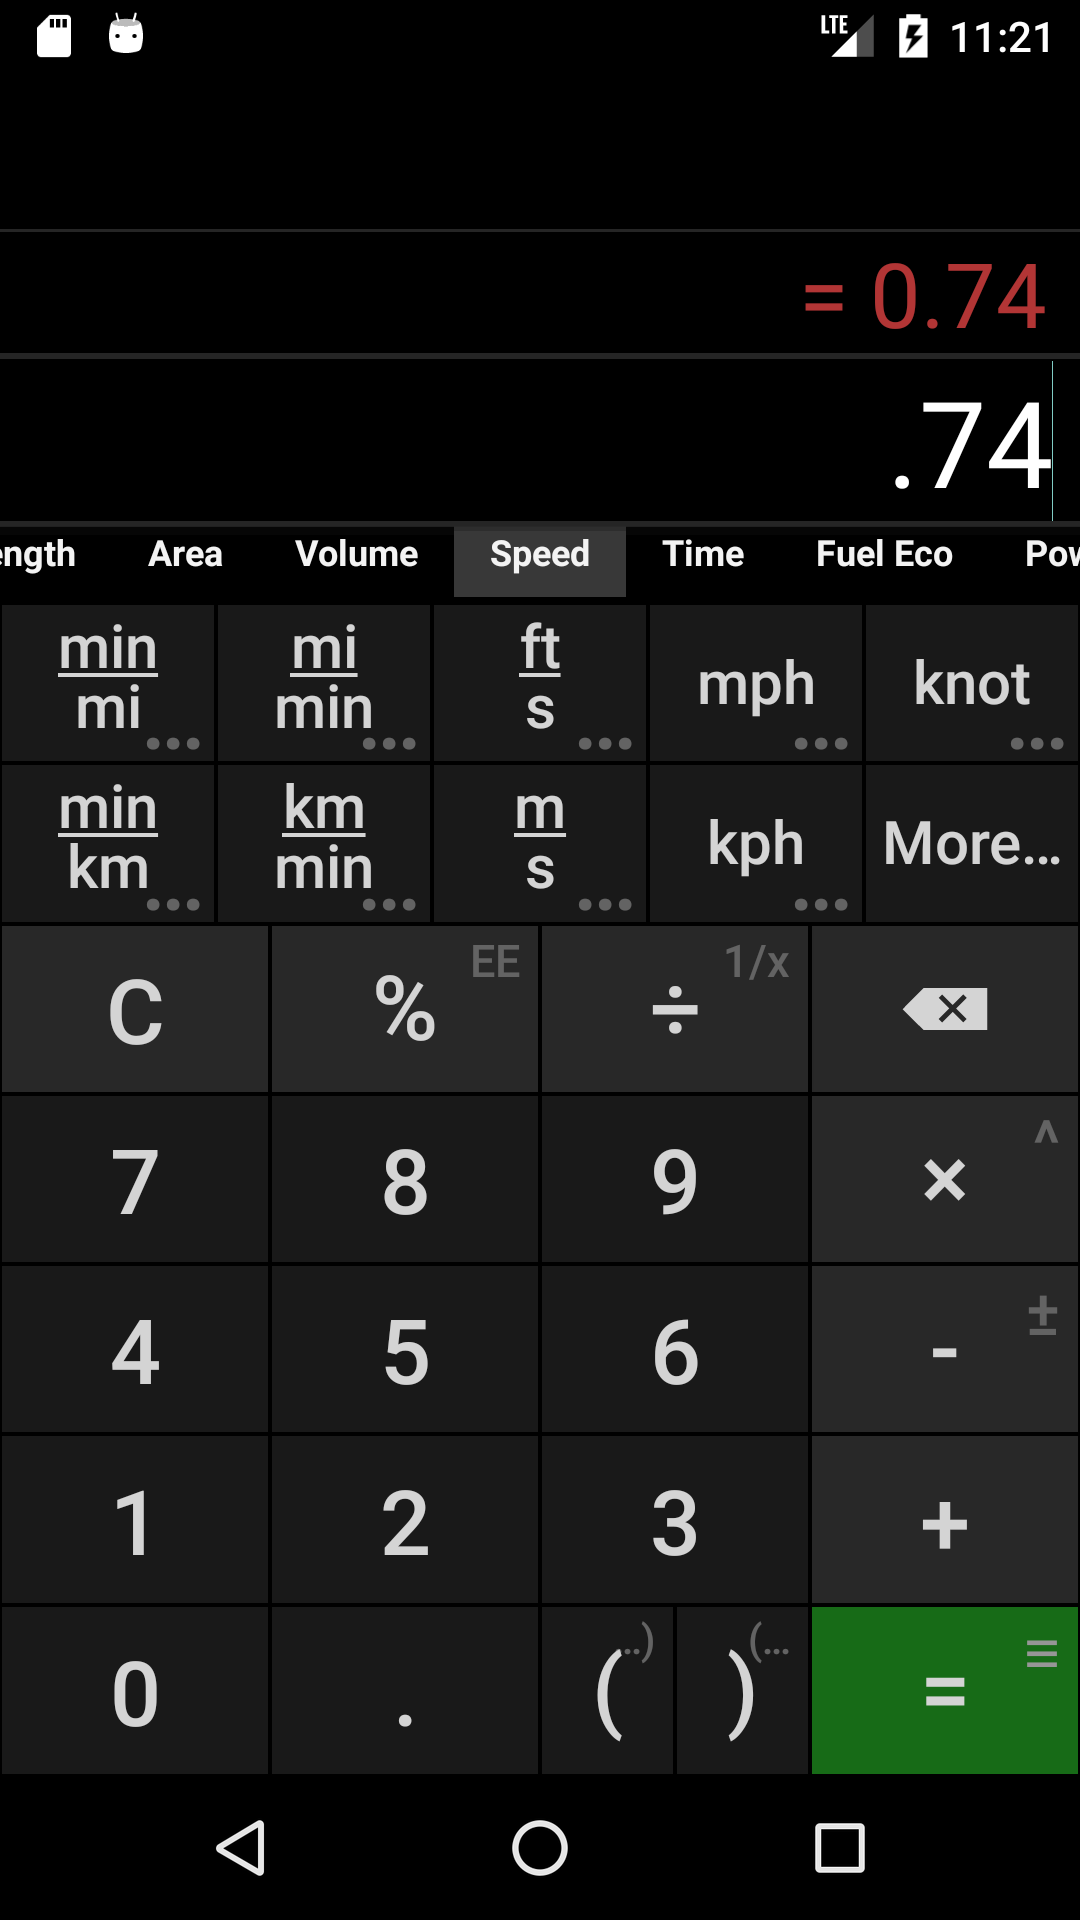 LTE 11:21
= 0.74
.74
ength Area Volume Speed Time Fuel Eco Pow
min/mi mi/min ft/s mph knot
min/km km/min m/s kph More...
C % EE ÷ 1/x
7 8 9 × ^
4 5 6 - ±
1 2 3 +
0 . ( ..) ) (... = ≡